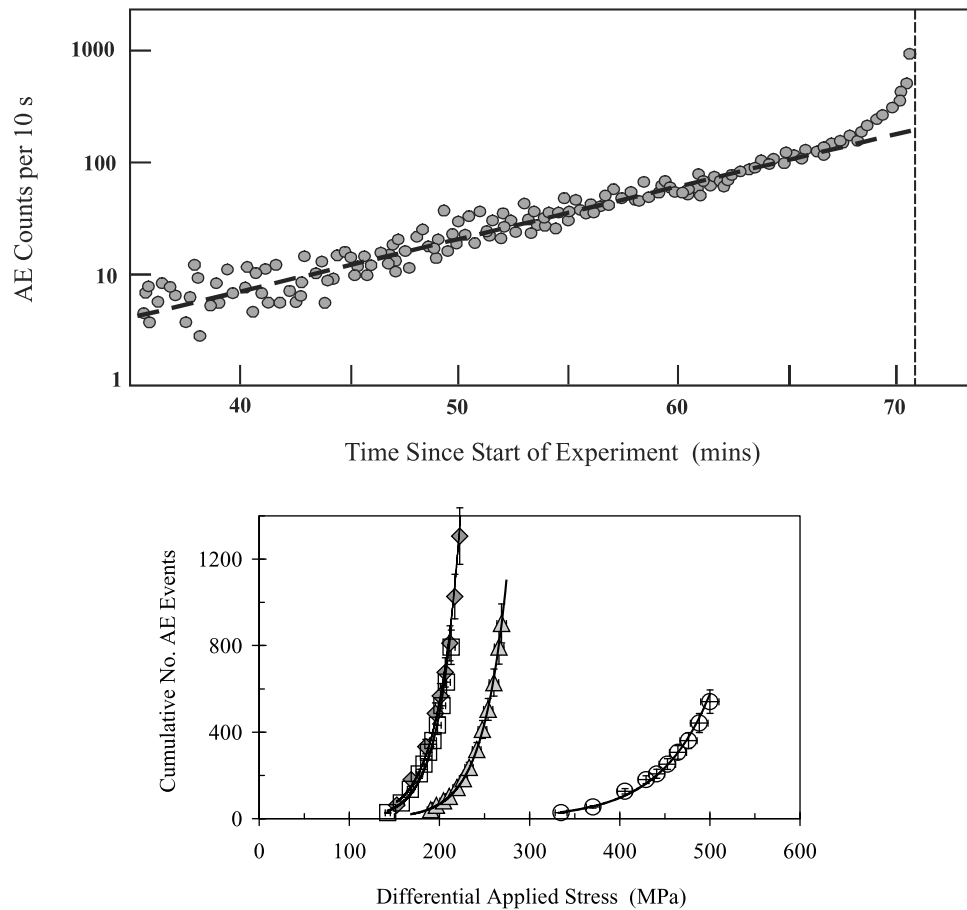 1000
100
10
1
AE Counts per 10 s
40 50 60 70
Time Since Start of Experiment (mins)
1200
800
400
0
Cumulative No. AE Events
0 100 200 300 400 500 600
Differential Applied Stress (MPa)